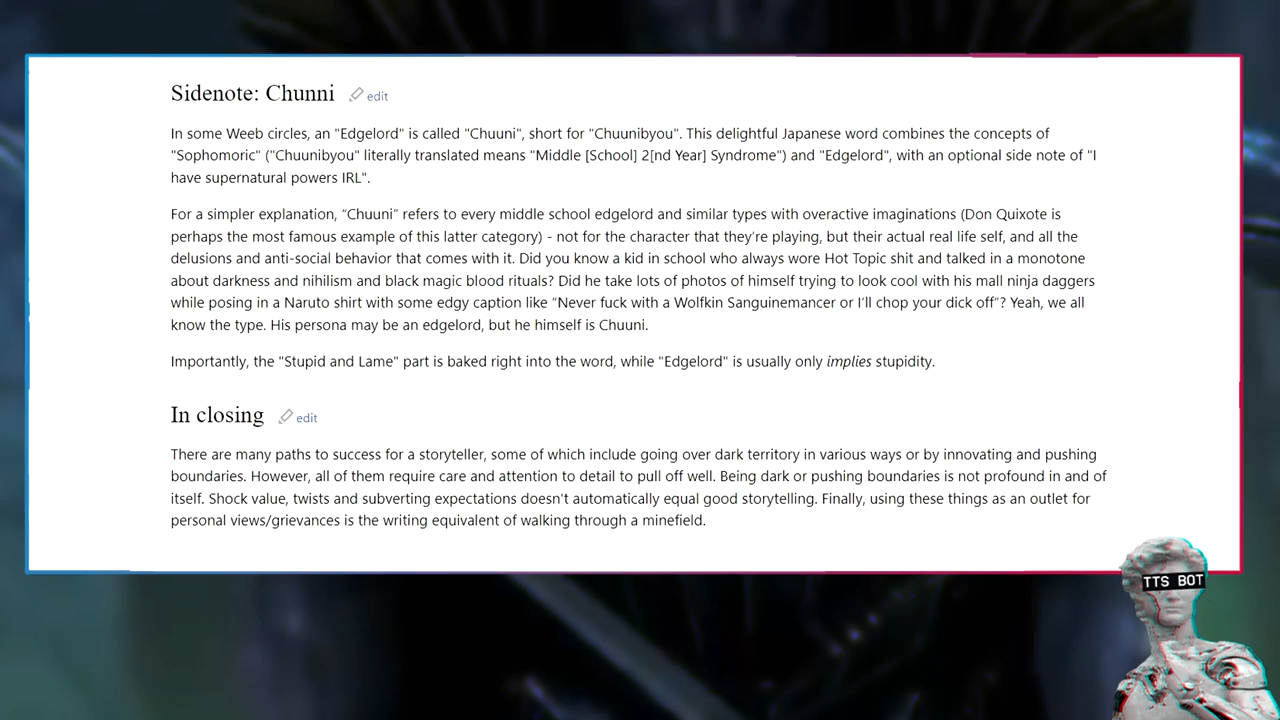 Sidenote: Chunni edit
In some Weeb circles, an "Edgelord" is called "Chuuni", short for "Chuunibyou". This delightful Japanese word combines the concepts of
"Sophomoric" ("Chuunibyou" literally translated means "Middle [School] 2[nd Year] Syndrome") and "Edgelord", with an optional side note of "I
have supernatural powers IRL".
For a simpler explanation, “Chuuni” refers to every middle school edgelord and similar types with overactive imaginations (Don Quixote is
perhaps the most famous example of this latter category) - not for the character that they’re playing, but their actual real life self, and all the
delusions and anti-social behavior that comes with it. Did you know a kid in school who always wore Hot Topic shit and talked in a monotone
about darkness and nihilism and black magic blood rituals? Did he take lots of photos of himself trying to look cool with his mall ninja daggers
while posing in a Naruto shirt with some edgy caption like “Never fuck with a Wolfkin Sanguinemancer or I’ll chop your dick off”? Yeah, we all
know the type. His persona may be an edgelord, but he himself is Chuuni.
Importantly, the "Stupid and Lame" part is baked right into the word, while "Edgelord" is usually only implies stupidity.
In closing edit
There are many paths to success for a storyteller, some of which include going over dark territory in various ways or by innovating and pushing
boundaries. However, all of them require care and attention to detail to pull off well. Being dark or pushing boundaries is not profound in and of
itself. Shock value, twists and subverting expectations doesn't automatically equal good storytelling. Finally, using these things as an outlet for
personal views/grievances is the writing equivalent of walking through a minefield.
TTS BOT